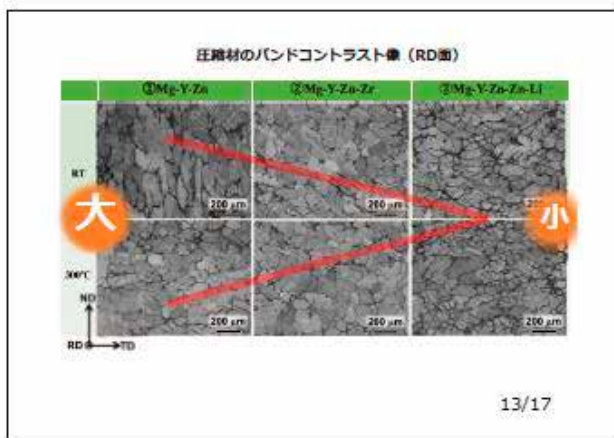 圧縮材のバンドコントラスト像（RD面）
①Mg-Y-Zn ②Mg-Y-Zn-Zr ③Mg-Y-Zn-Zn-Li
RT
200 μm 200 μm 200 μm
大 小
300℃
200 μm 200 μm 200 μm
ND
RD TD
13/17